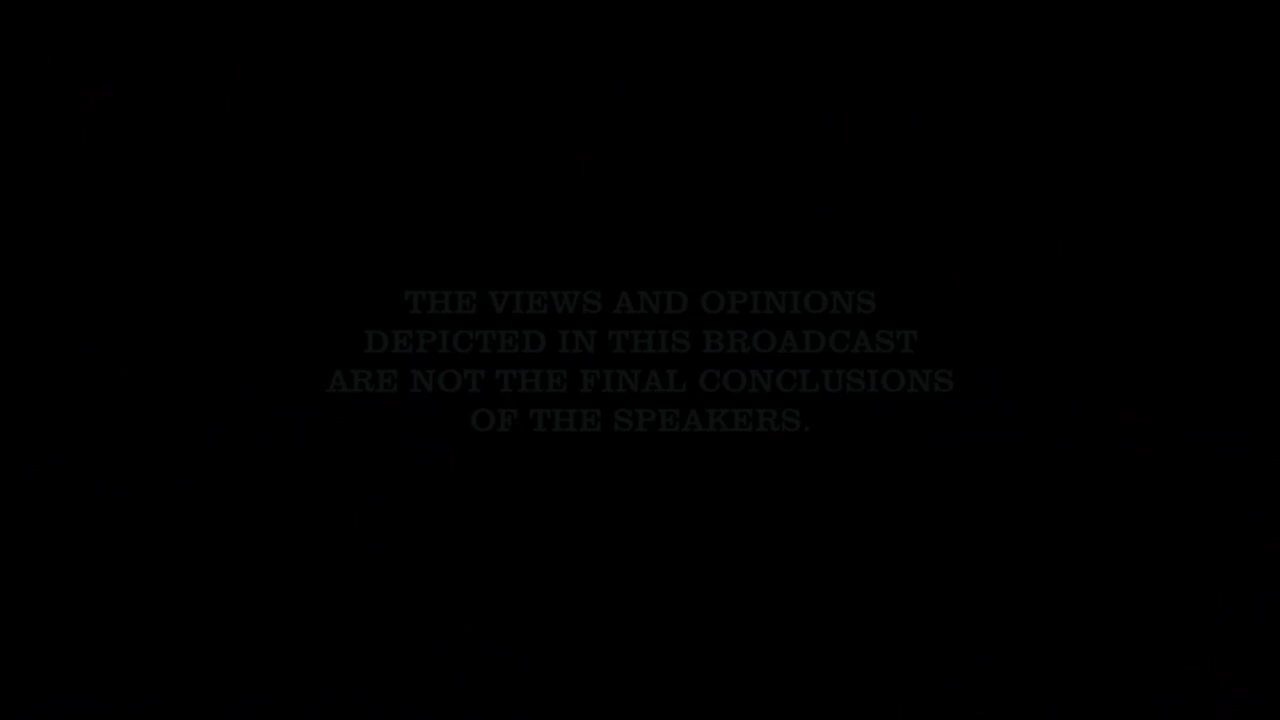 THE VIEWS AND OPINIONS
DEPICTED IN THIS BROADCAST
ARE NOT THE FINAL CONCLUSIONS
OF THE SPEAKERS.